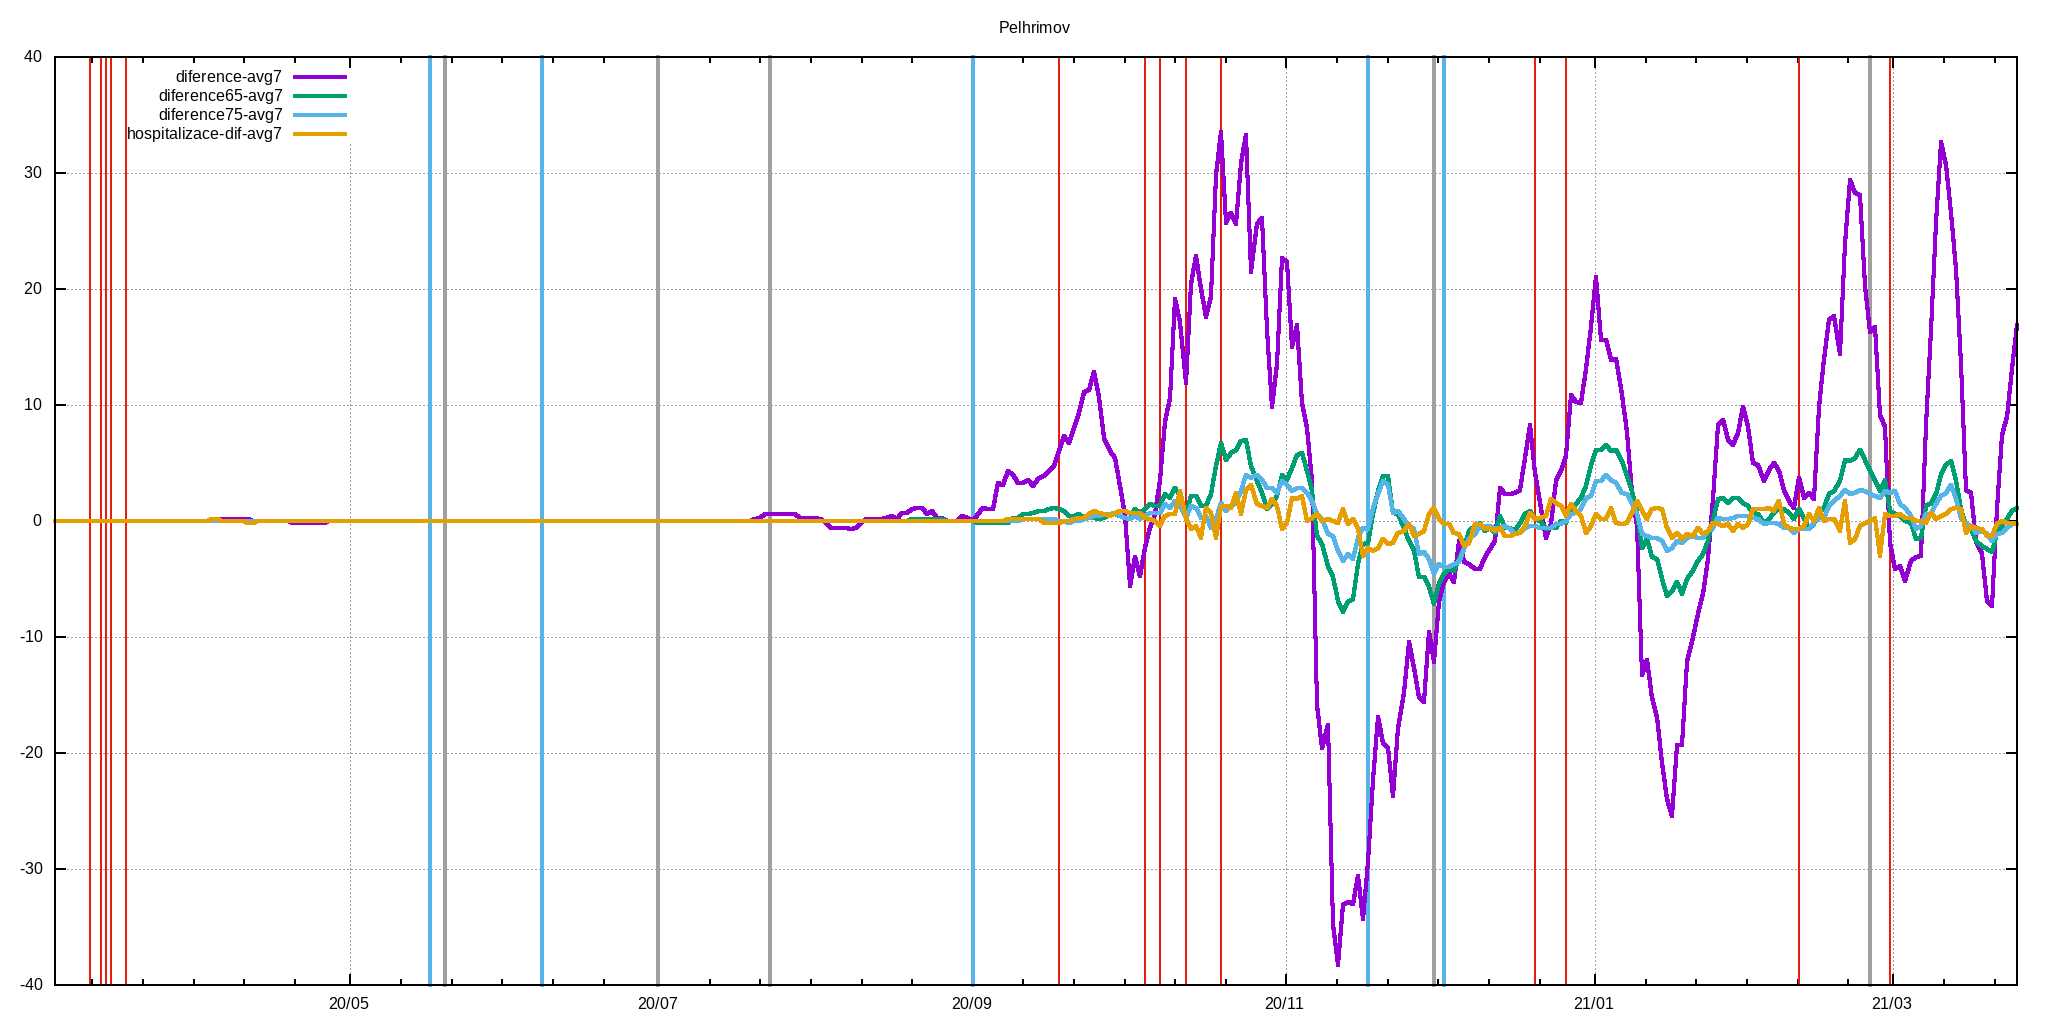 Pelhrimov
diference-avg7
diference65-avg7
diference75-avg7
hospitalizace-dif-avg7
40
30
20
10
0
-10
-20
-30
-40
20/05 20/07 20/09 20/11 21/01 21/03